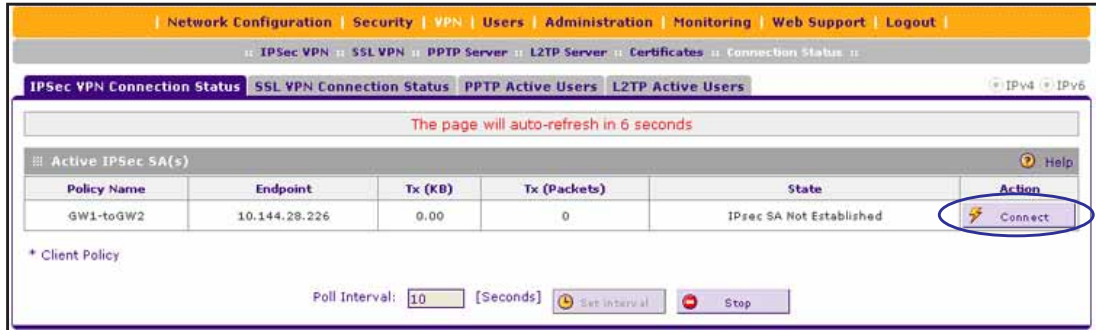 | Network Configuration | Security | VPN | Users | Administration | Monitoring | Web Support | Logout |
:: IPSec VPN :: SSL VPN :: PPTP Server :: L2TP Server :: Certificates :: Connection Status ::
IPSec VPN Connection Status SSL VPN Connection Status PPTP Active Users L2TP Active Users IPv4 IPv6
The page will auto-refresh in 6 seconds
Active IPSec SA(s) Help
Policy Name Endpoint Tx (KB) Tx (Packets) State Action
GW1-toGW2 10.144.28.226 0.00 0 IPsec SA Not Established Connect
* Client Policy
Poll Interval: 10 [Seconds] Set Interval Stop